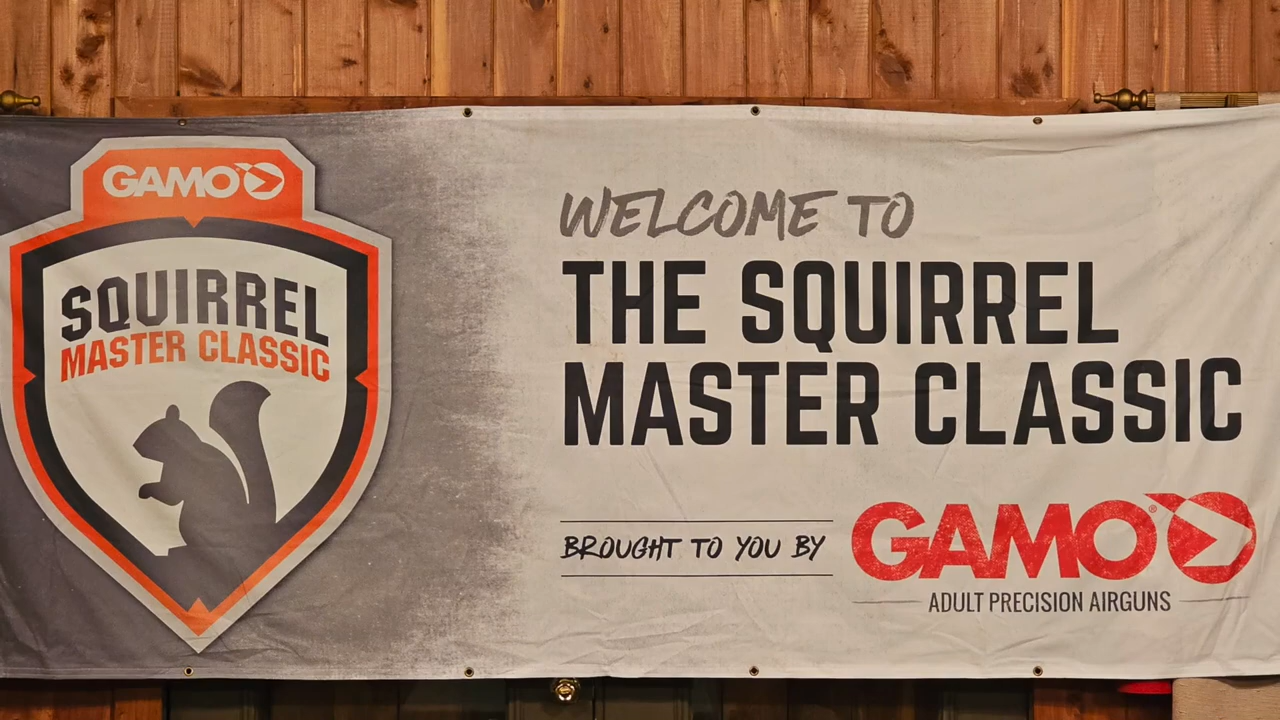 GAMO
SQUIRREL
MASTER CLASSIC
WELCOME TO
THE SQUIRREL
MASTER CLASSIC
BROUGHT TO YOU BY
GAMO®
ADULT PRECISION AIRGUNS